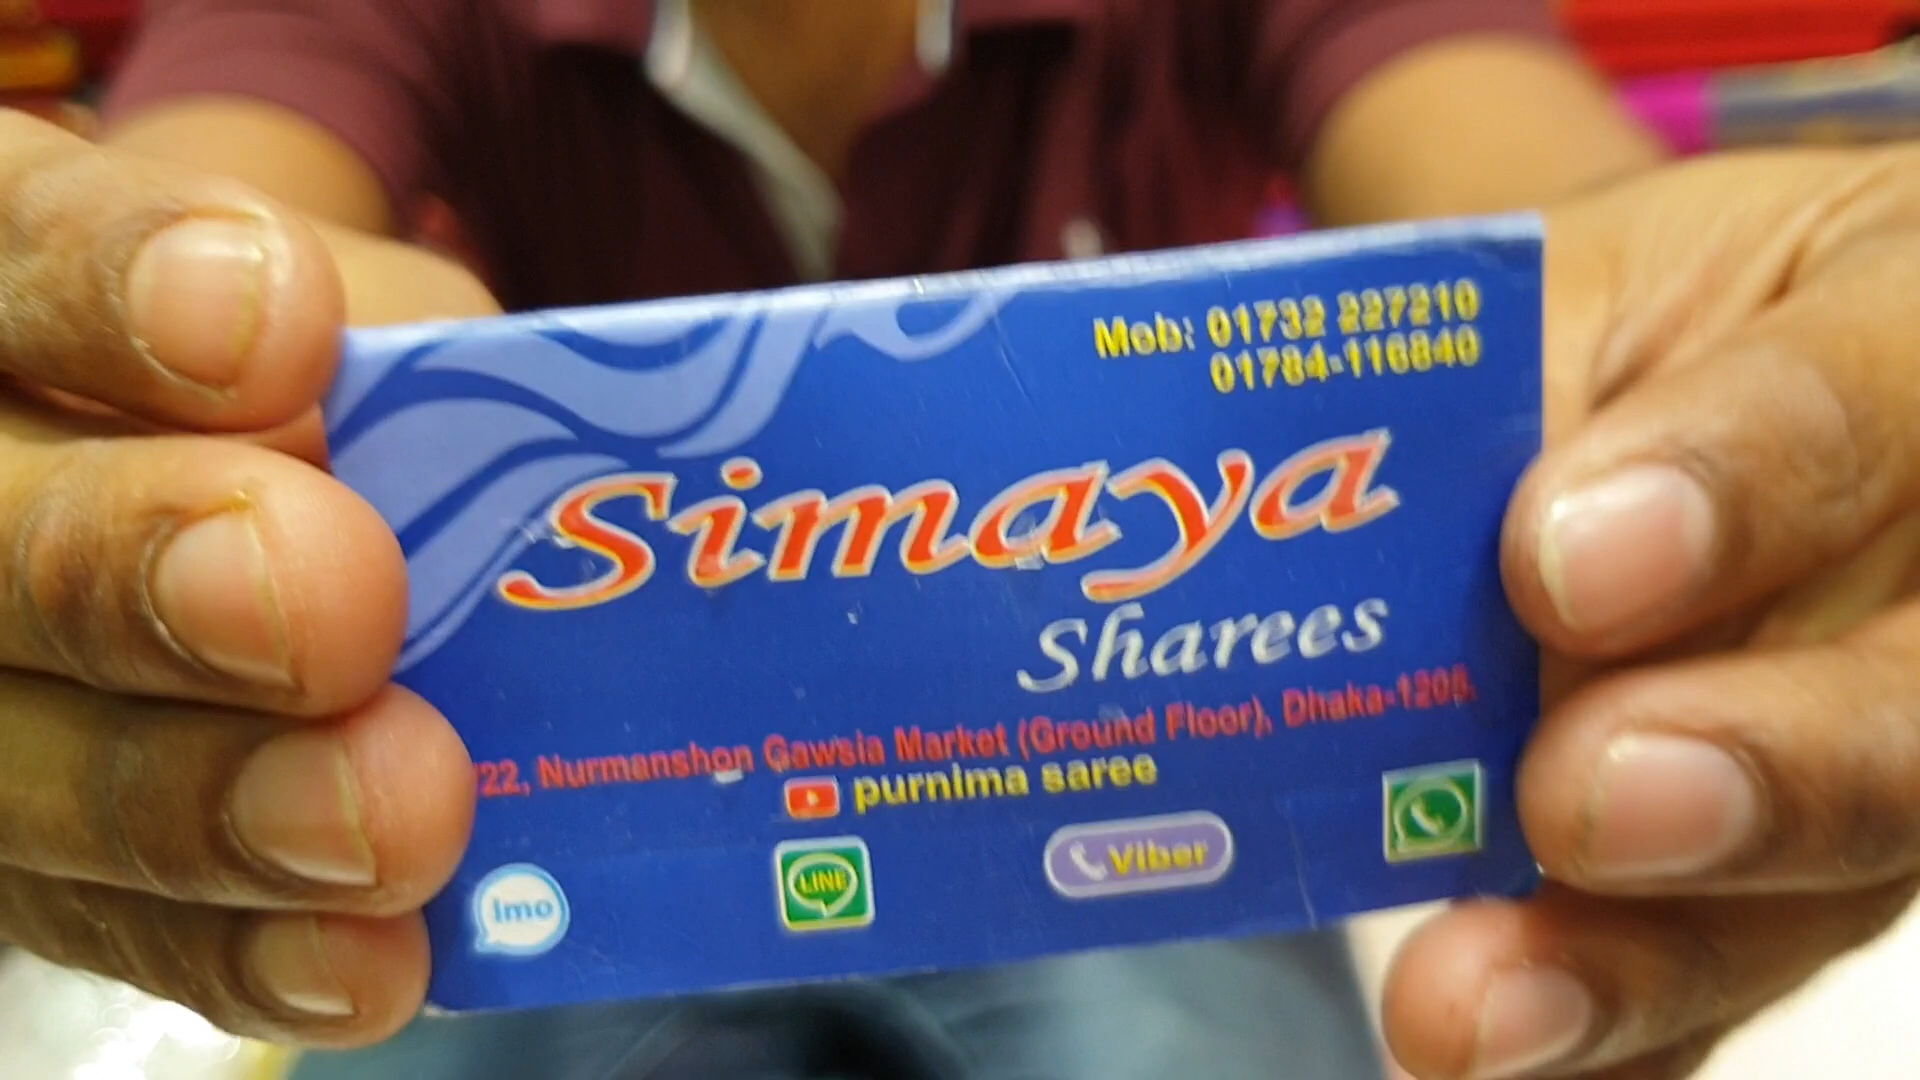 Mob: 01732 227210
01784-116840
Simaya
Sharees
22, Nurmanshon Gawsia Market (Ground Floor), Dhaka-1205.
purnima saree
imo
LINE
Viber